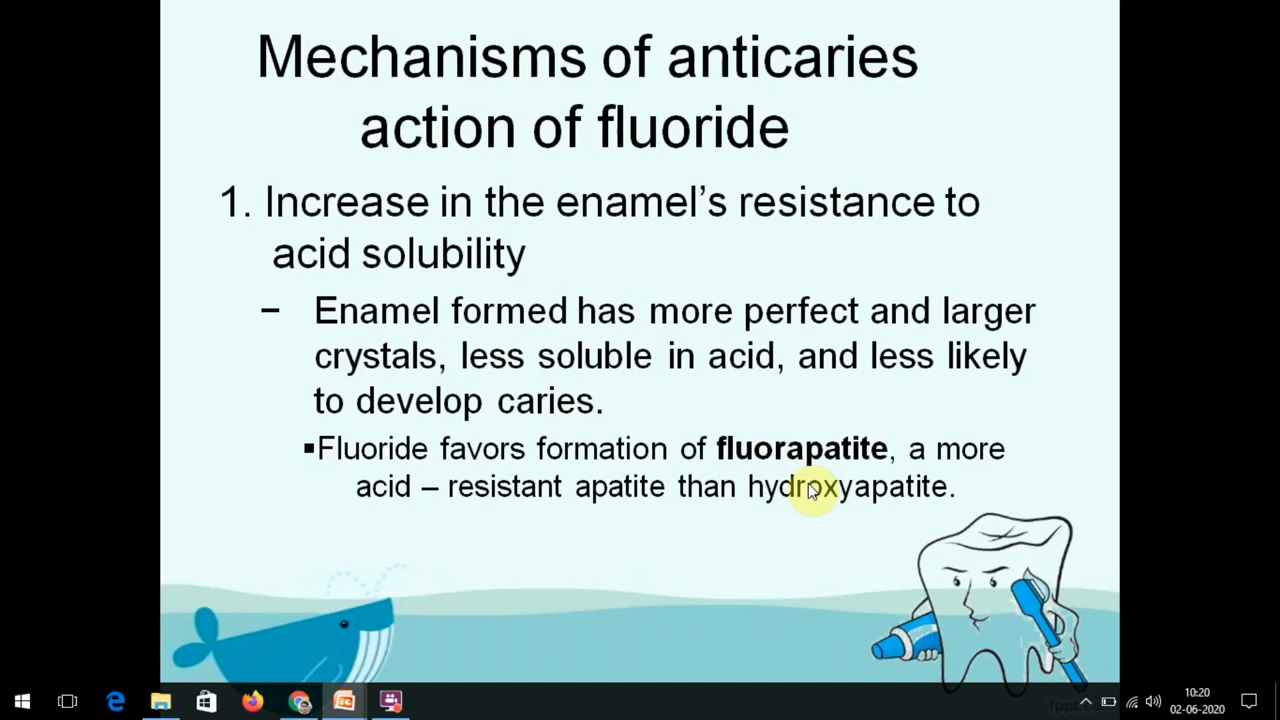 Mechanisms of anticaries
action of fluoride
1. Increase in the enamel’s resistance to
acid solubility
– Enamel formed has more perfect and larger
crystals, less soluble in acid, and less likely
to develop caries.
▪Fluoride favors formation of fluorapatite, a more
acid – resistant apatite than hydroxyapatite.
10:20
02-06-2020